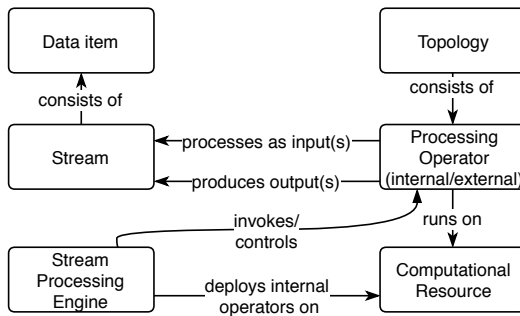 Data item
Topology
consists of
consists of
Stream
processes as input(s)
produces output(s)
Processing
Operator
(internal/external)
invokes/
controls
runs on
Stream
Processing
Engine
deploys internal
operators on
Computational
Resource